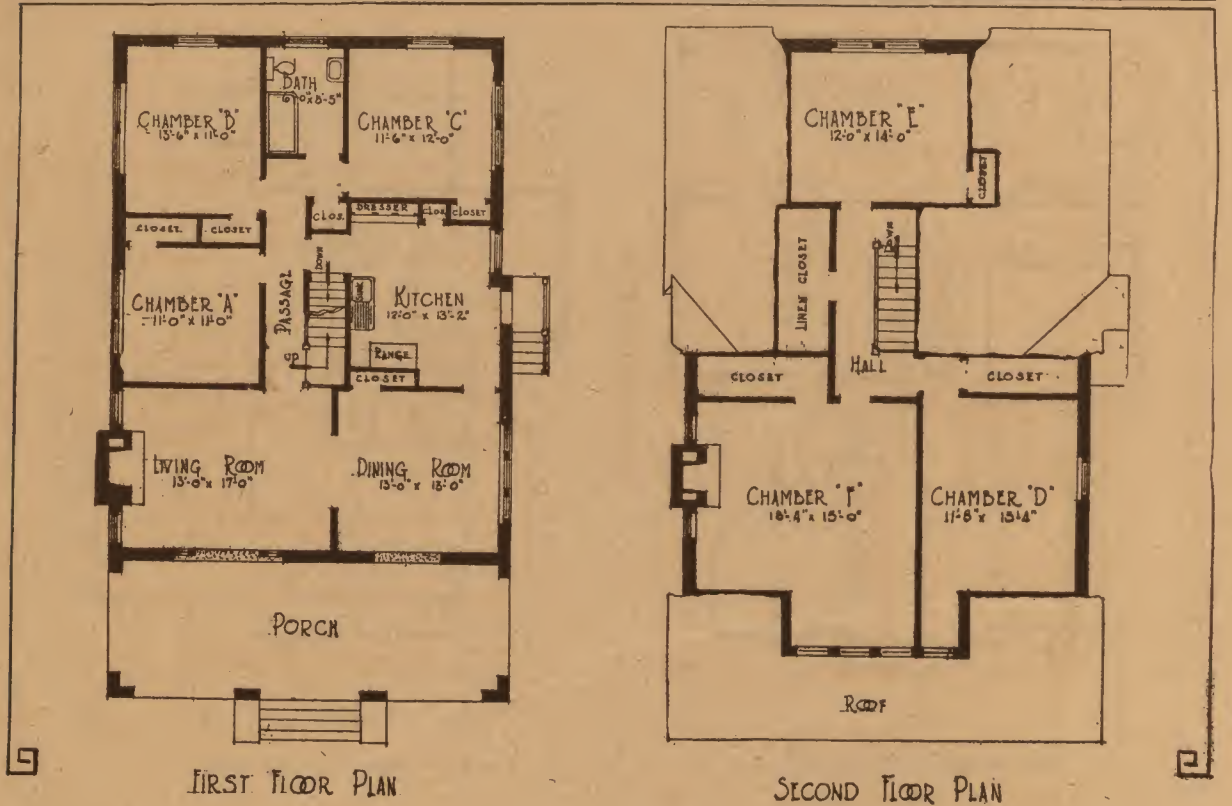 BATH
6'-0" x 8'-5"
CHAMBER "B"
13'-6" x 11'-0"
CHAMBER "C"
11'-6" x 12'-0"
CLOSET
CLOSET
CLOS.
DRESSER
CLOS
CLOSET
DOWN
SINK
KITCHEN
12'-0" x 13'-2"
CHAMBER "A"
11'-0" x 11'-0"
PASSAGE
UP
RANGE
CLOSET
LIVING ROOM
13'-0" x 17'-0"
DINING ROOM
13'-0" x 13'-0"
PORCH
FIRST FLOOR PLAN
CHAMBER "E"
12'-0" x 14'-0"
CLOSET
DOWN
LINEN CLOSET
HALL
CLOSET
CLOSET
CHAMBER "F"
18'-4" x 15'-0"
CHAMBER "D"
11'-8" x 15'-4"
ROOF
SECOND FLOOR PLAN